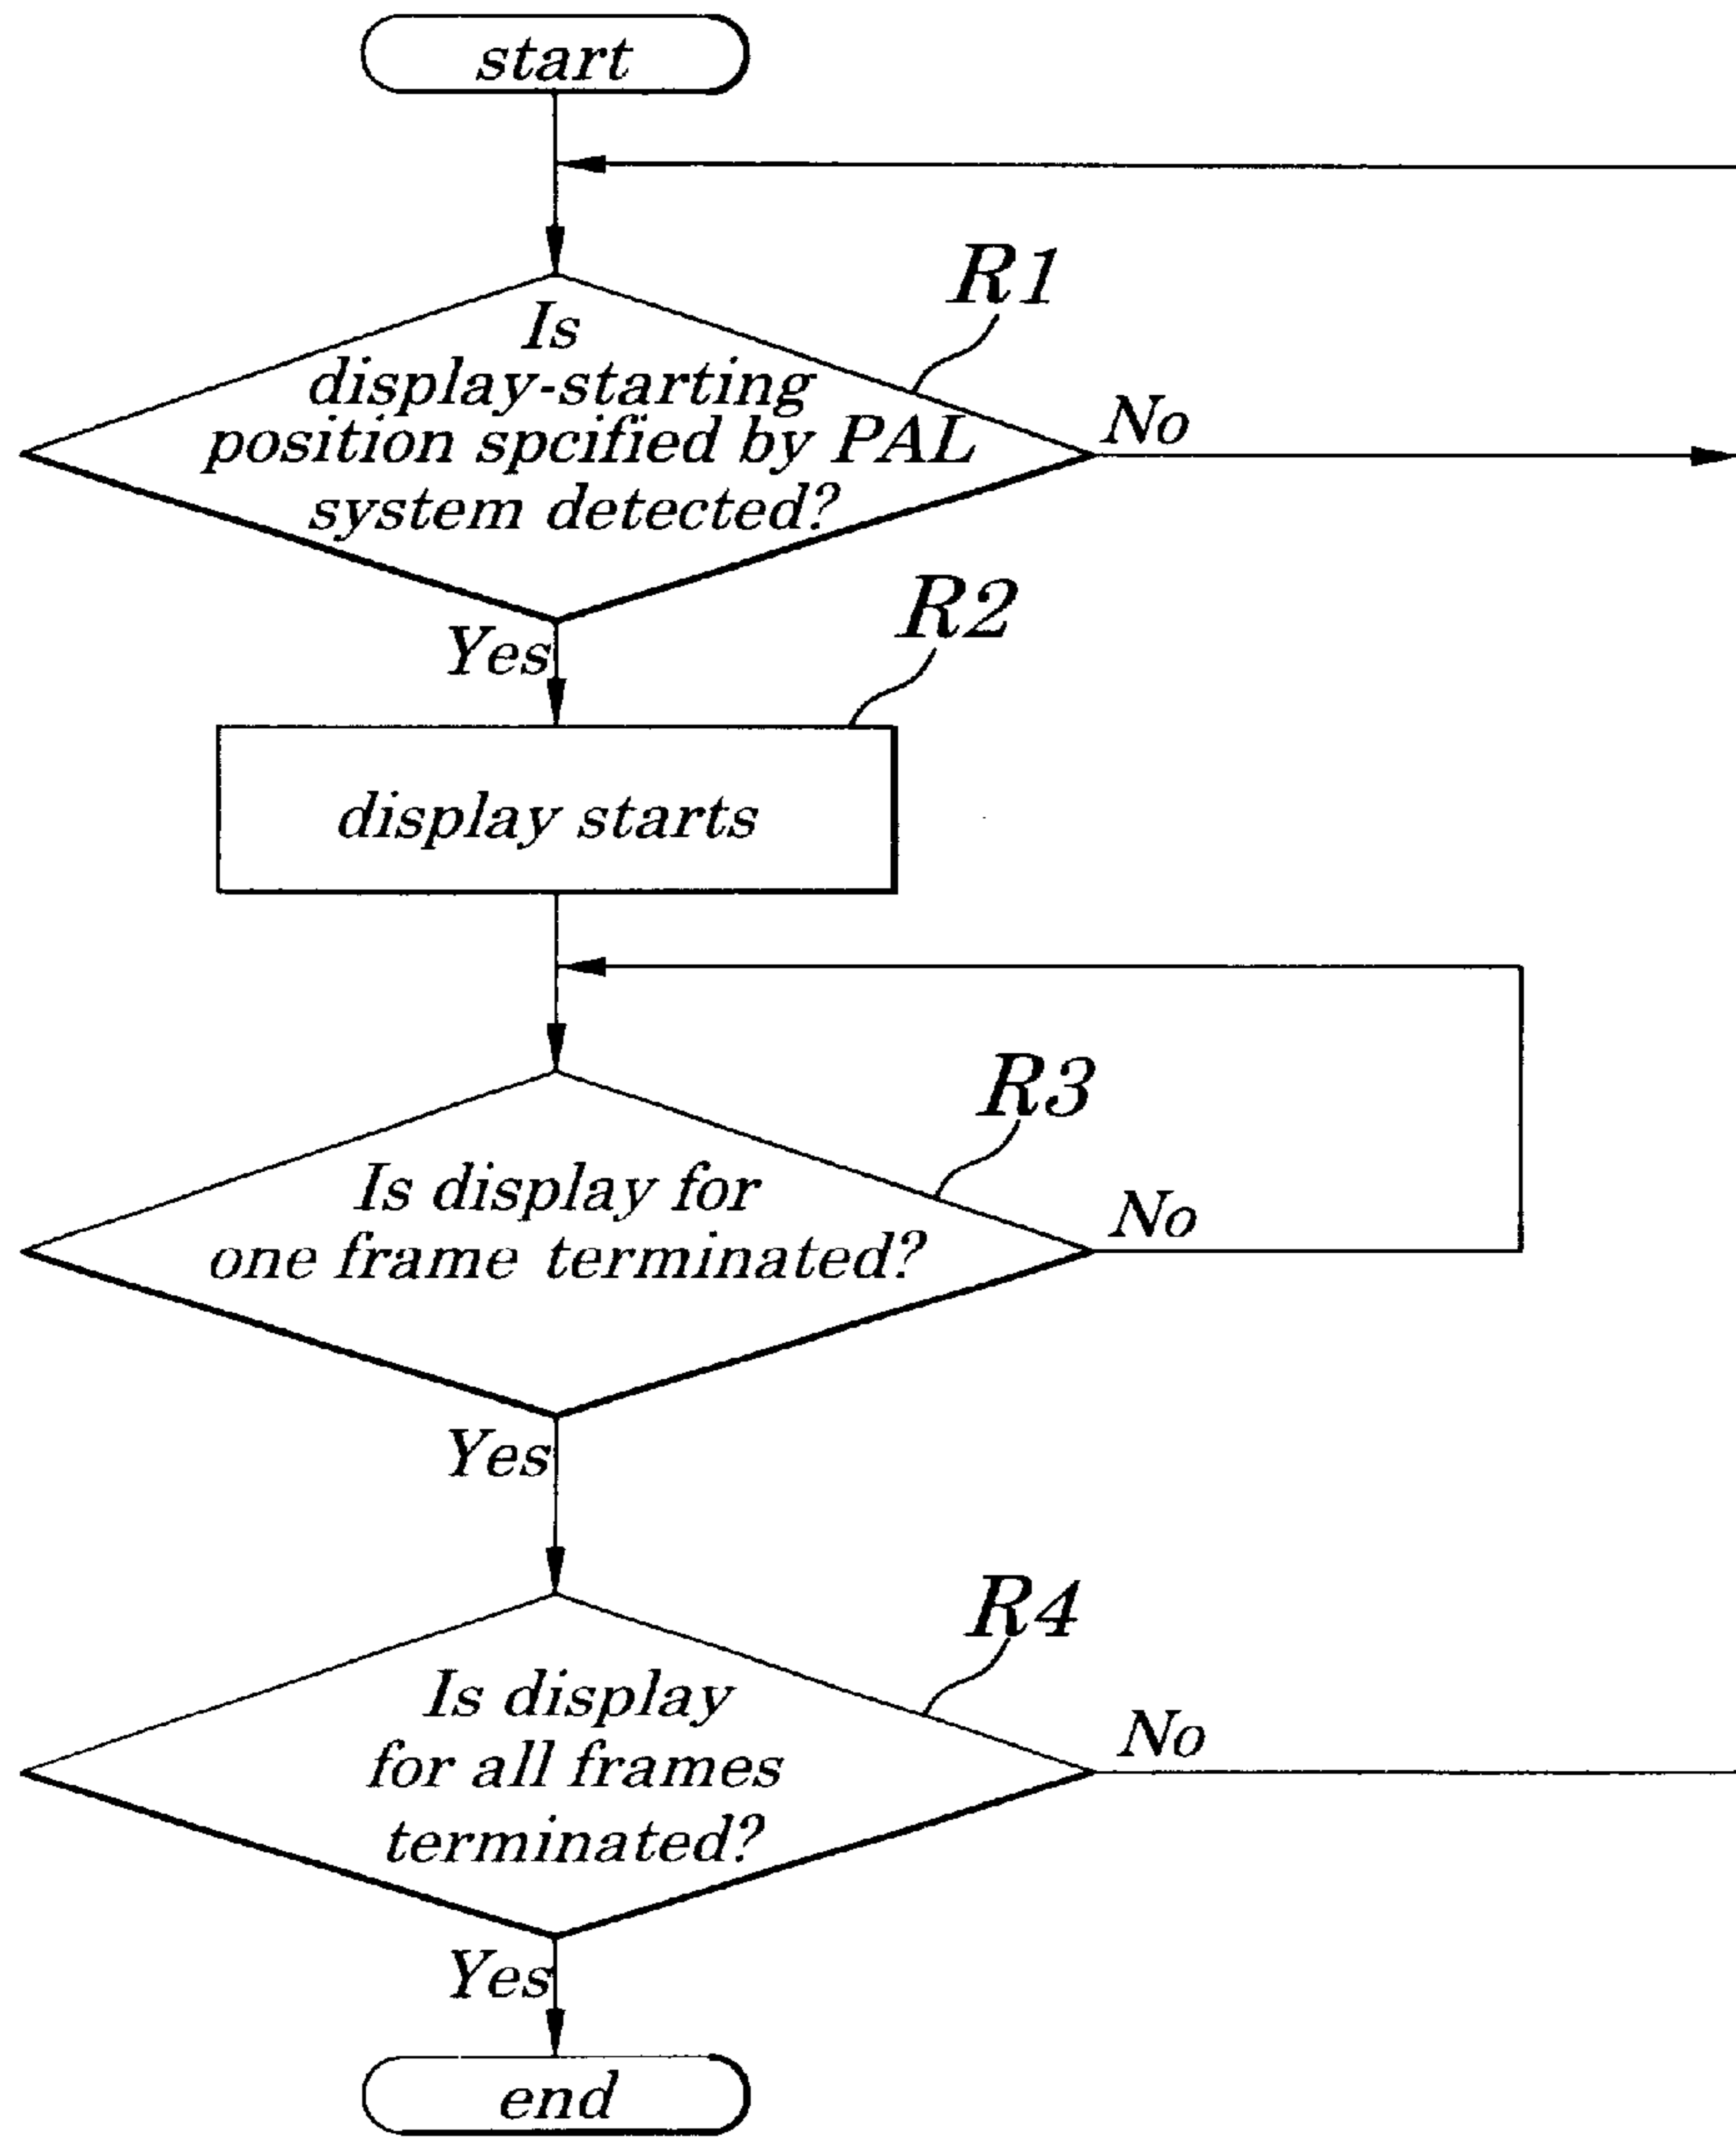 start
R1
Is
display-starting
position spcified by PAL
system detected?
No
Yes
R2
display starts
R3
Is display for
one frame terminated?
No
Yes
R4
Is display
for all frames
terminated?
No
Yes
end